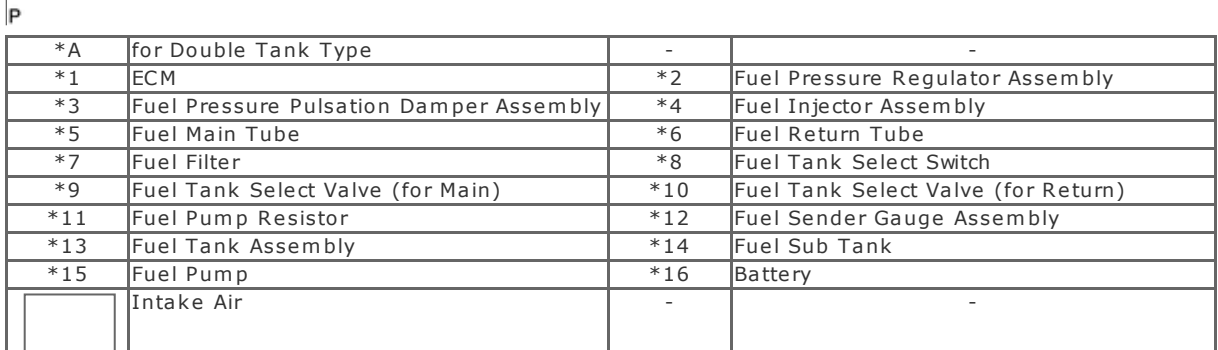 P
*A for Double Tank Type - -
*1 ECM *2 Fuel Pressure Regulator Assembly
*3 Fuel Pressure Pulsation Damper Assembly *4 Fuel Injector Assembly
*5 Fuel Main Tube *6 Fuel Return Tube
*7 Fuel Filter *8 Fuel Tank Select Switch
*9 Fuel Tank Select Valve (for Main) *10 Fuel Tank Select Valve (for Return)
*11 Fuel Pump Resistor *12 Fuel Sender Gauge Assembly
*13 Fuel Tank Assembly *14 Fuel Sub Tank
*15 Fuel Pump *16 Battery
Intake Air - -